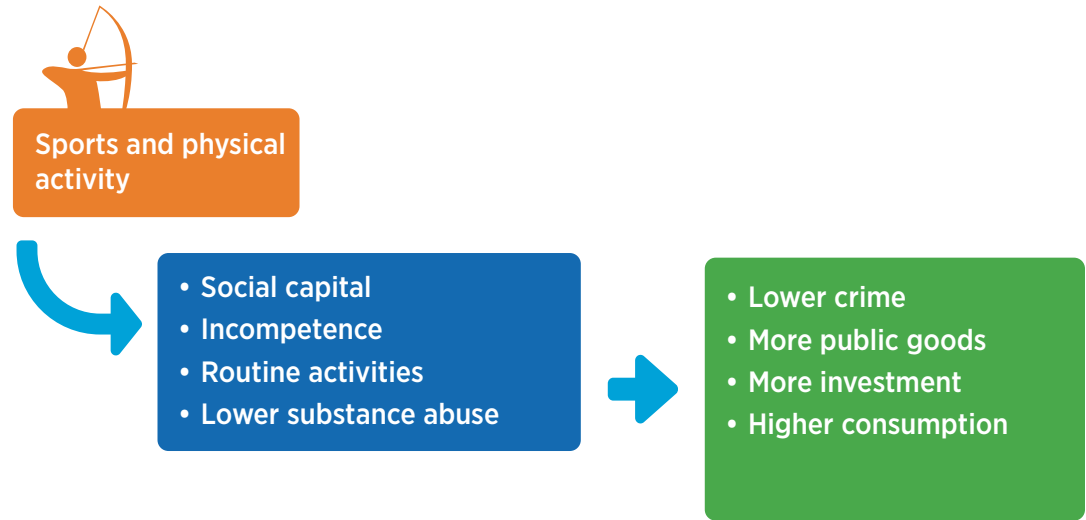 Sports and physical
activity
• Social capital
• Incompetence
• Routine activities
• Lower substance abuse
• Lower crime
• More public goods
• More investment
• Higher consumption